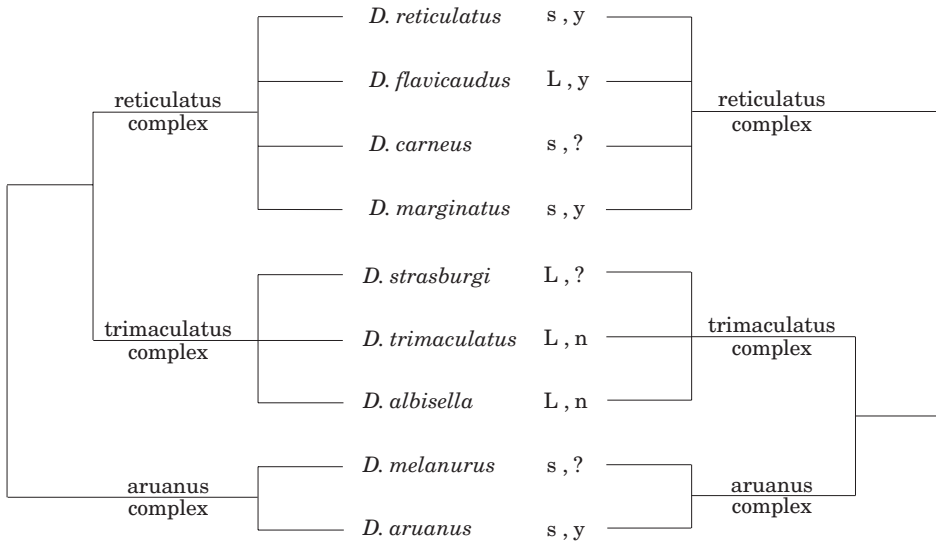 D. reticulatus s , y
D. flavicaudus L , y
reticulatus
complex
reticulatus
complex
D. carneus s , ?
D. marginatus s , y
D. strasburgi L , ?
trimaculatus
complex
D. trimaculatus L , n
trimaculatus
complex
D. albisella L , n
D. melanurus s , ?
aruanus
complex
aruanus
complex
D. aruanus s , y